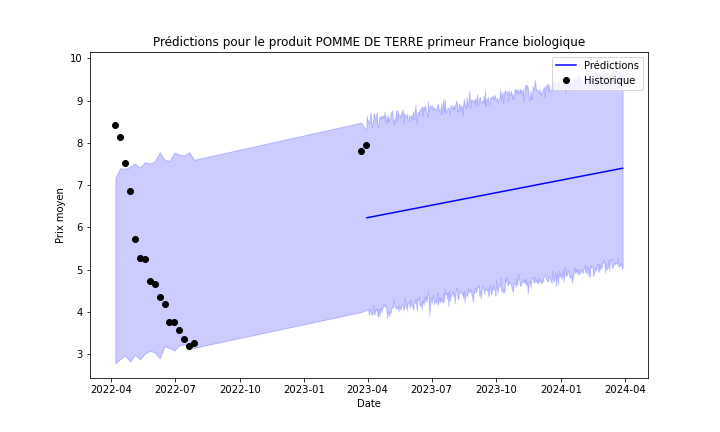 Prédictions pour le produit POMME DE TERRE primeur France biologique
Prédictions
Historique
10
9
8
7
6
5
4
3
Prix moyen
2022-04 2022-07 2022-10 2023-01 2023-04 2023-07 2023-10 2024-01 2024-04
Date